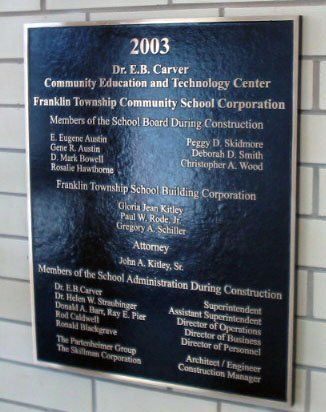 2003
Dr. E.B. Carver
Community Education and Technology Center
Franklin Township Community School Corporation
Members of the School Board During Construction
E. Eugene Austin Peggy D. Skidmore
Gene R. Austin Deborah D. Smith
D. Mark Bowell Christopher A. Wood
Rosalie Hawthorne
Franklin Township School Building Corporation
Gloria Jean Kitley
Paul W. Rode, Jr.
Gregory A. Schiller
Attorney
John A. Kitley, Sr.
Members of the School Administration During Construction
Dr. E.B.Carver Superintendent
Dr. Helen W. Straubinger Assistant Superintendent
Donald A. Barr, Ray E. Pier Director of Operations
Rod Caldwell Director of Business
Ronald Blackgrave Director of Personnel
The Partenheimer Group Architect / Engineer
The Skillman Corporation Construction Manager